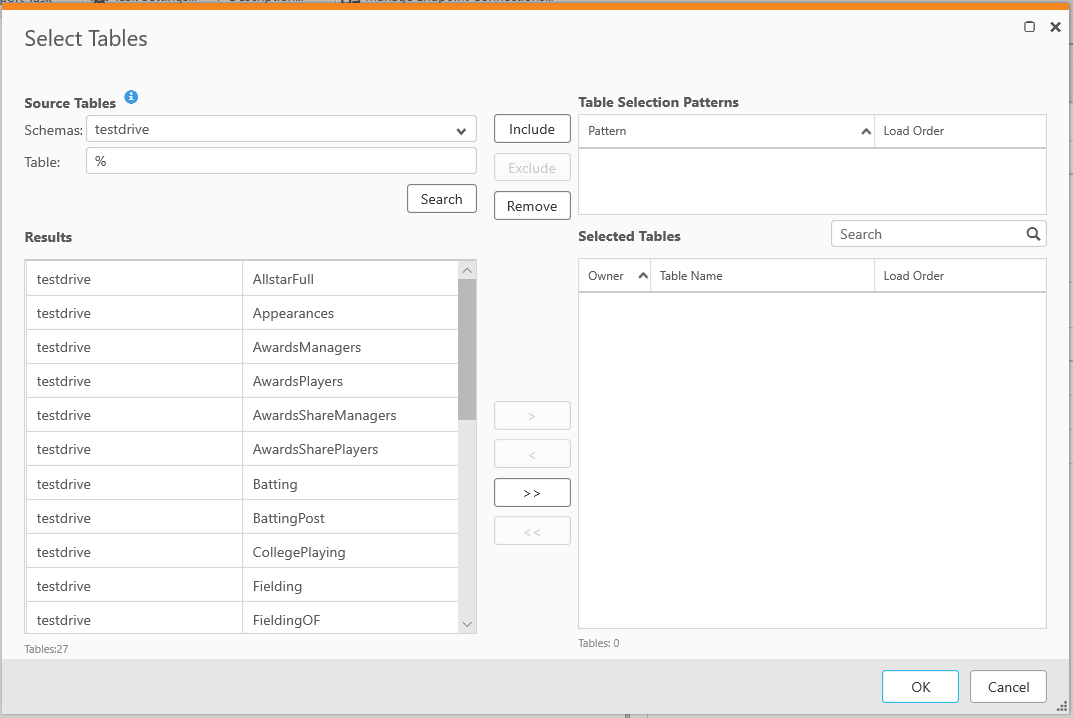 Select Tables
Source Tables
Schemas: testdrive
Table: %
Search
Include
Exclude
Remove
Table Selection Patterns
Pattern Load Order
Results
testdrive AllstarFull
testdrive Appearances
testdrive AwardsManagers
testdrive AwardsPlayers
testdrive AwardsShareManagers
testdrive AwardsSharePlayers
testdrive Batting
testdrive BattingPost
testdrive CollegePlaying
testdrive Fielding
testdrive FieldingOF
Tables:27
>
<
>>
<<
Selected Tables
Search
Owner Table Name Load Order
Tables: 0
OK
Cancel